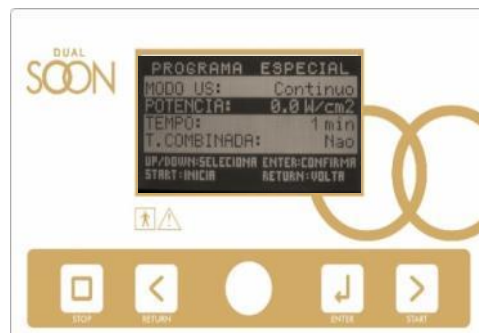 DUAL
SOON
PROGRAMA ESPECIAL
MODO US: Continuo
POTENCIA: 0.0 W/cm2
TEMPO: 1 min
T.COMBINADA: Nao
UP/DOWN:SELECIONA ENTER:CONFIRMA
START:INICIA RETURN:VOLTA
STOP RETURN ENTER START